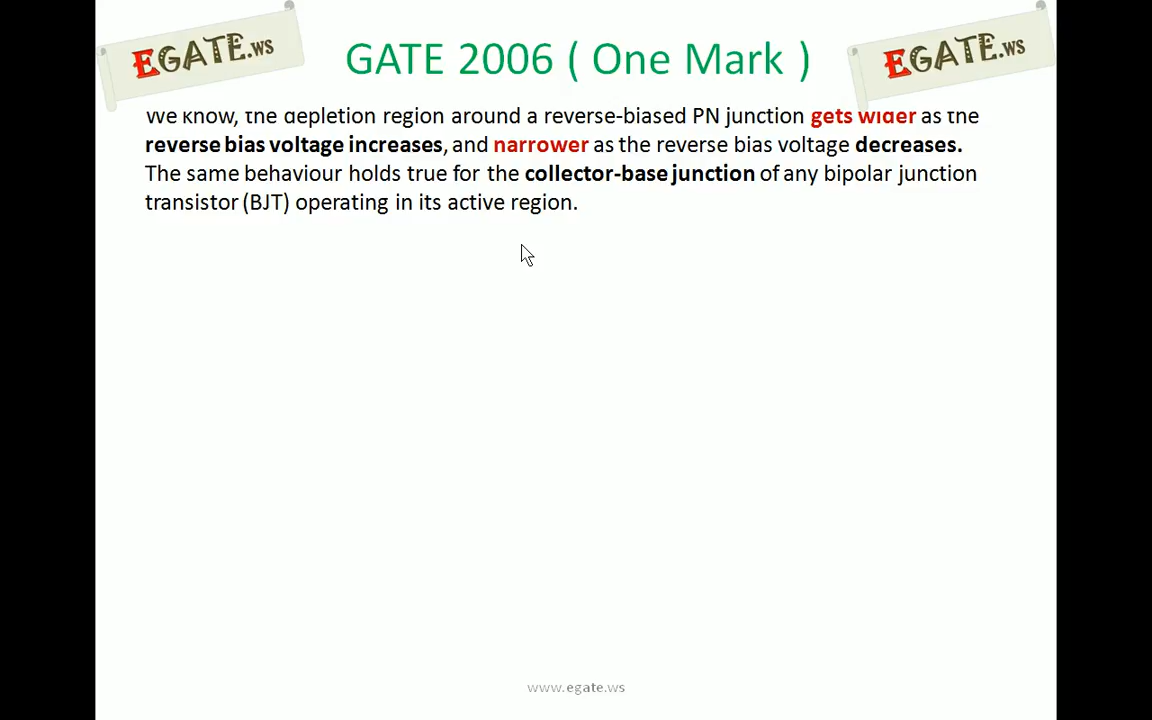 EGATE.ws
GATE 2006 ( One Mark )
EGATE.ws
We know, the depletion region around a reverse-biased PN junction gets wider as the
reverse bias voltage increases, and narrower as the reverse bias voltage decreases.
The same behaviour holds true for the collector-base junction of any bipolar junction
transistor (BJT) operating in its active region.
www.egate.ws